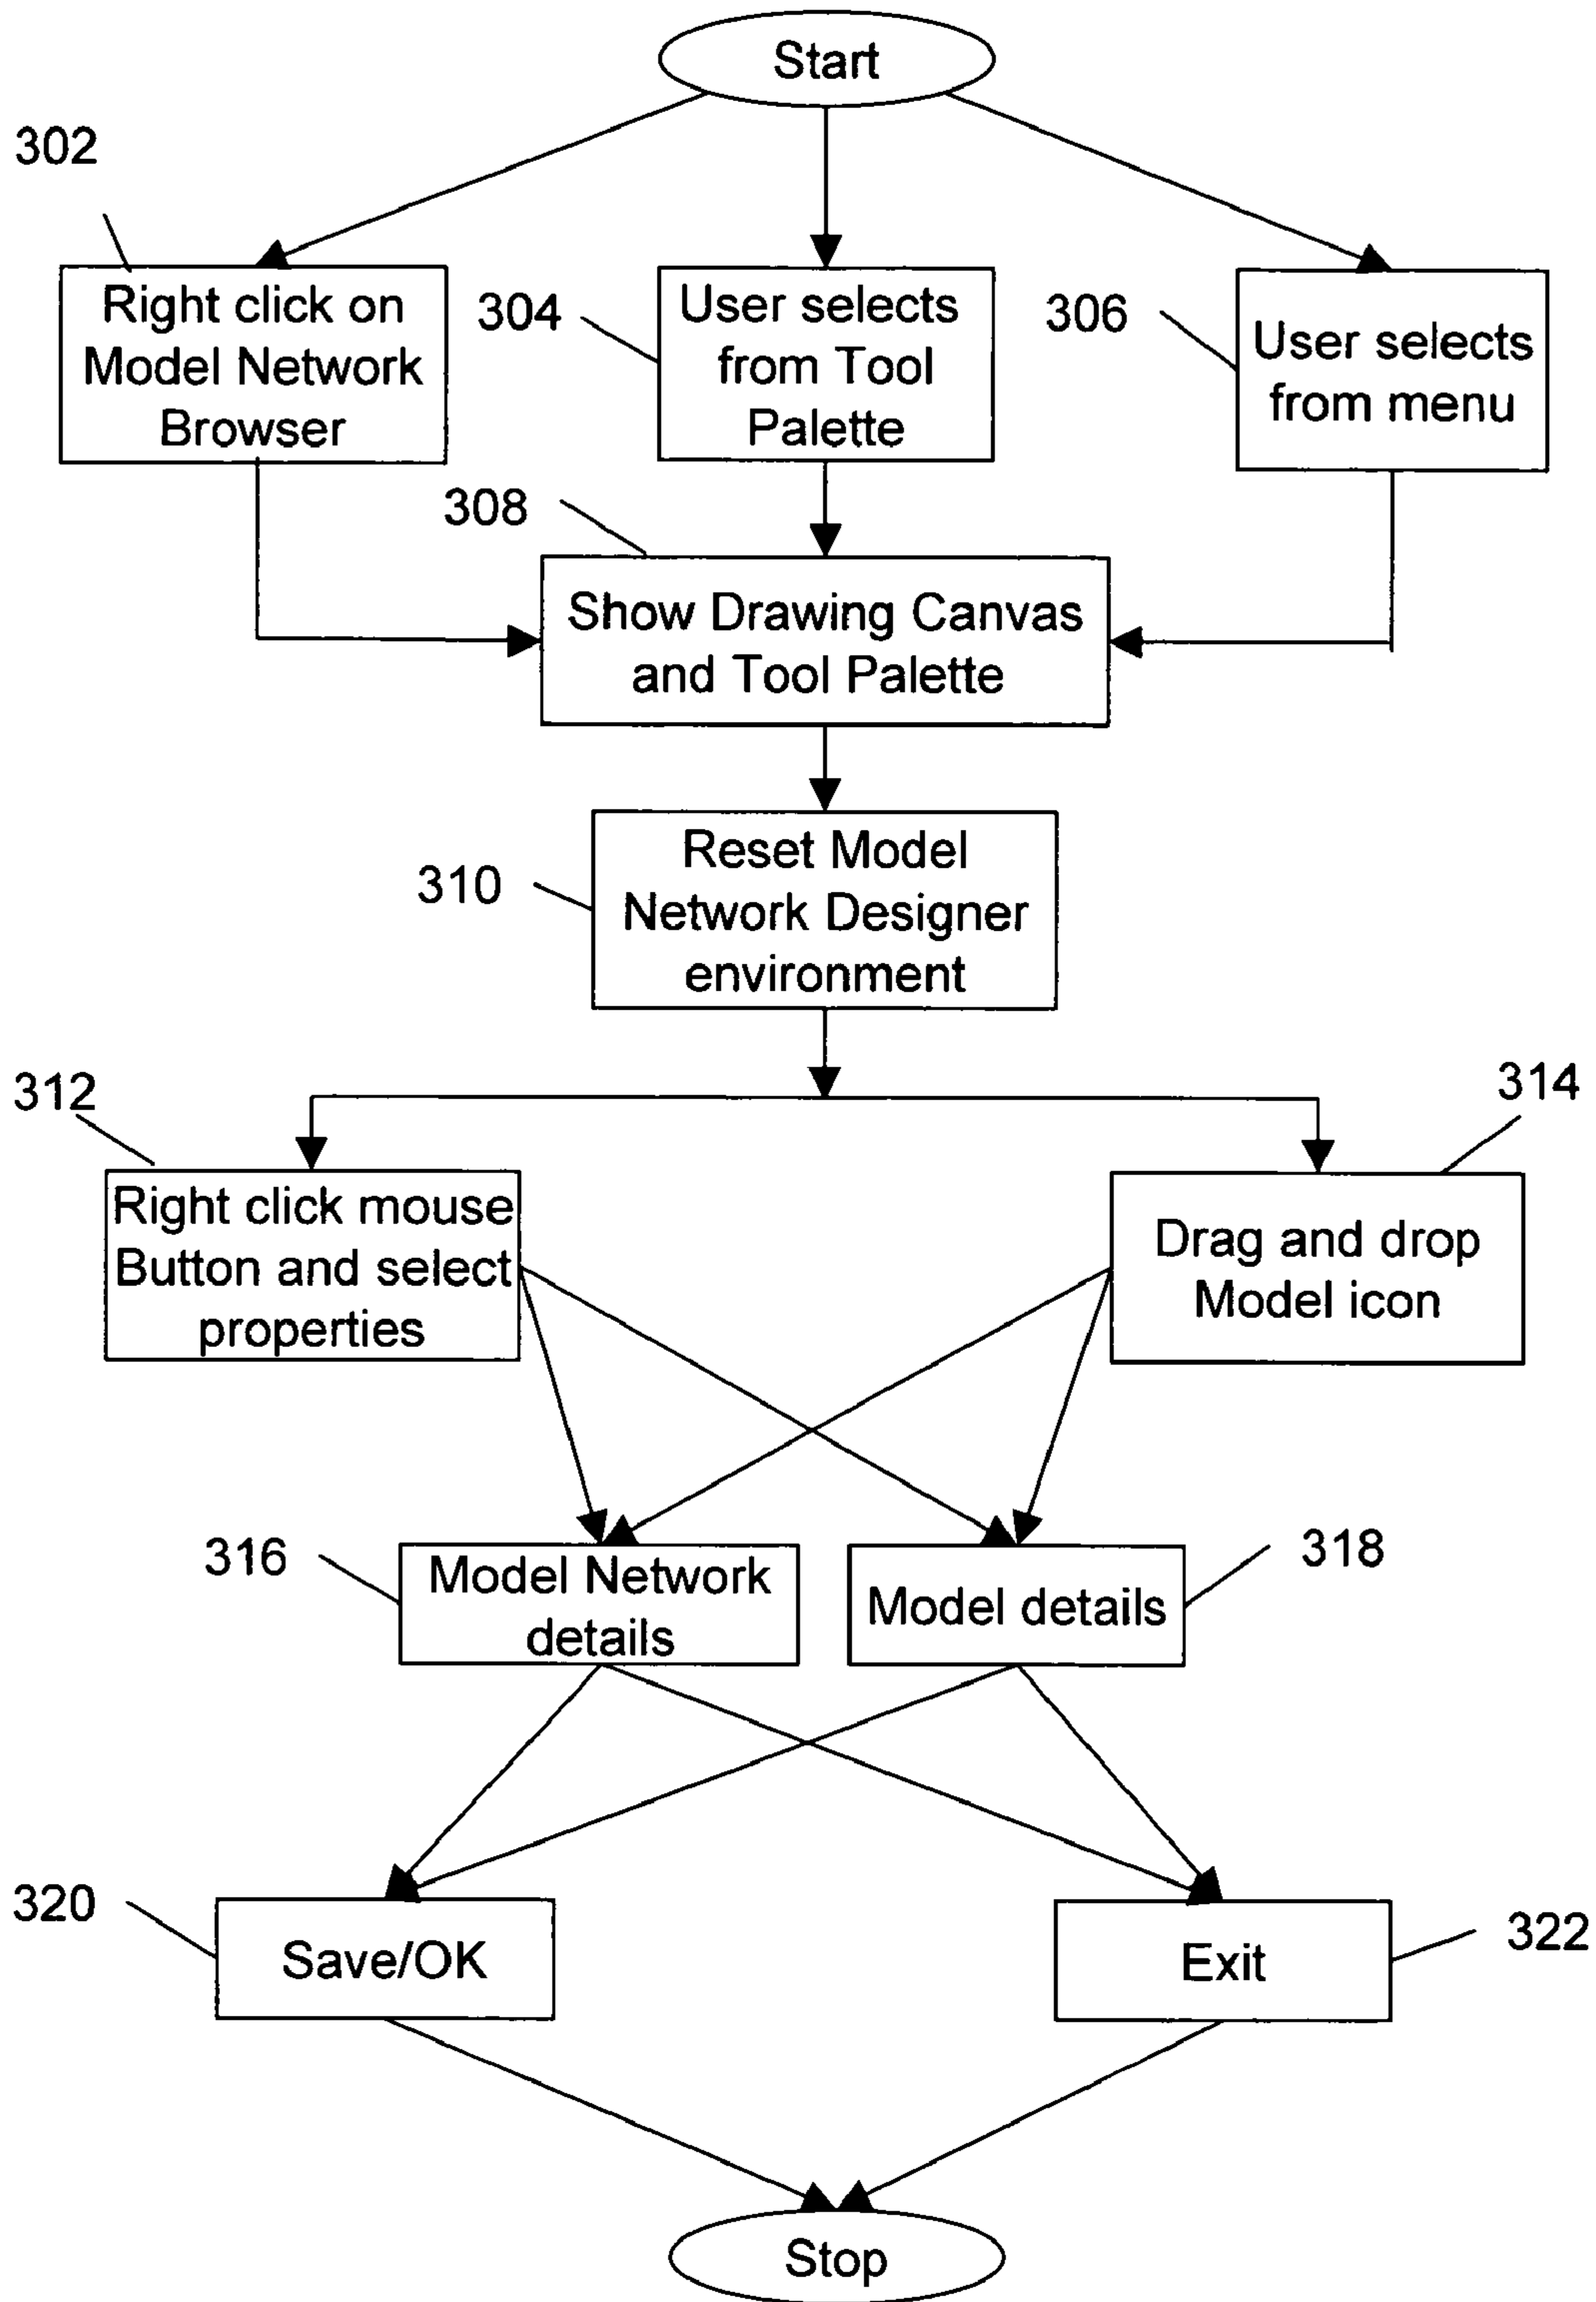 Start
302
Right click on
Model Network
Browser
304
User selects
from Tool
Palette
306
User selects
from menu
308
Show Drawing Canvas
and Tool Palette
310
Reset Model
Network Designer
environment
312
Right click mouse
Button and select
properties
314
Drag and drop
Model icon
316
Model Network
details
318
Model details
320
Save/OK
322
Exit
Stop